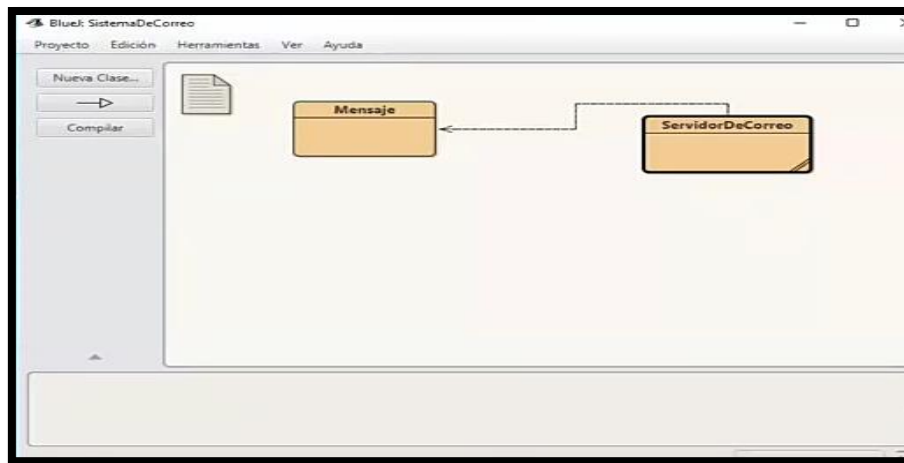 BlueJ: SistemaDeCorreo
Proyecto Edición Herramientas Ver Ayuda
Nueva Clase...
Compilar
Mensaje
ServidorDeCorreo